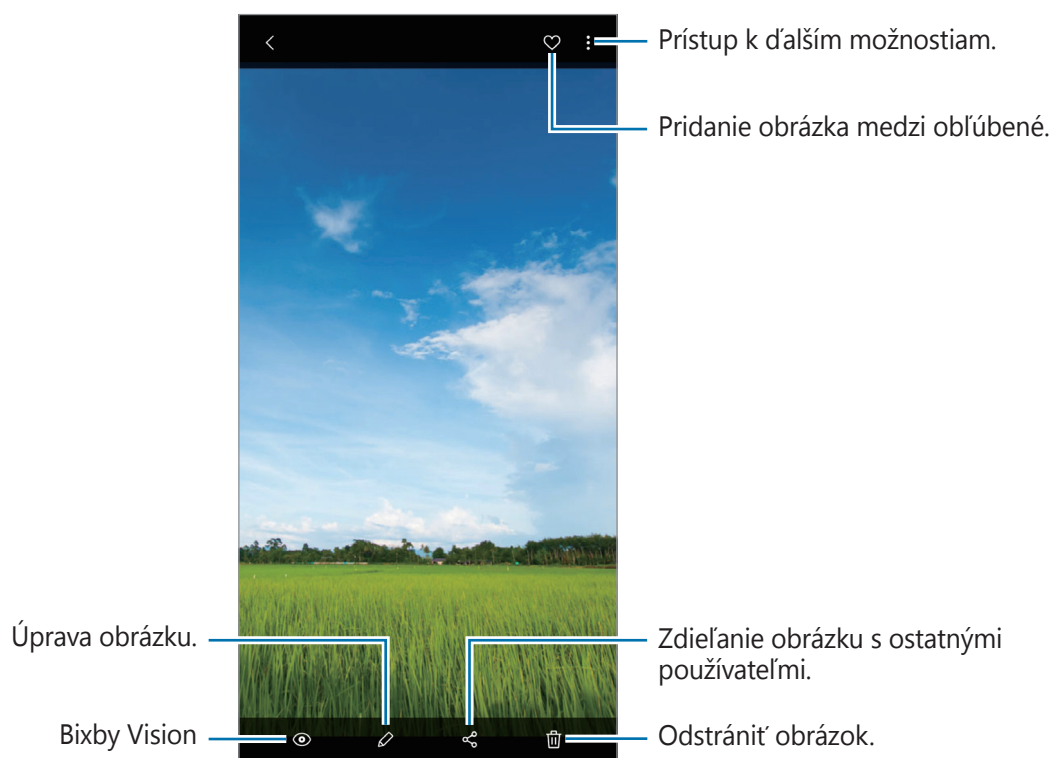 Prístup k ďalším možnostiam.
Pridanie obrázka medzi obľúbené.
Úprava obrázku.
Zdieľanie obrázku s ostatnými
používateľmi.
Bixby Vision
Odstrániť obrázok.